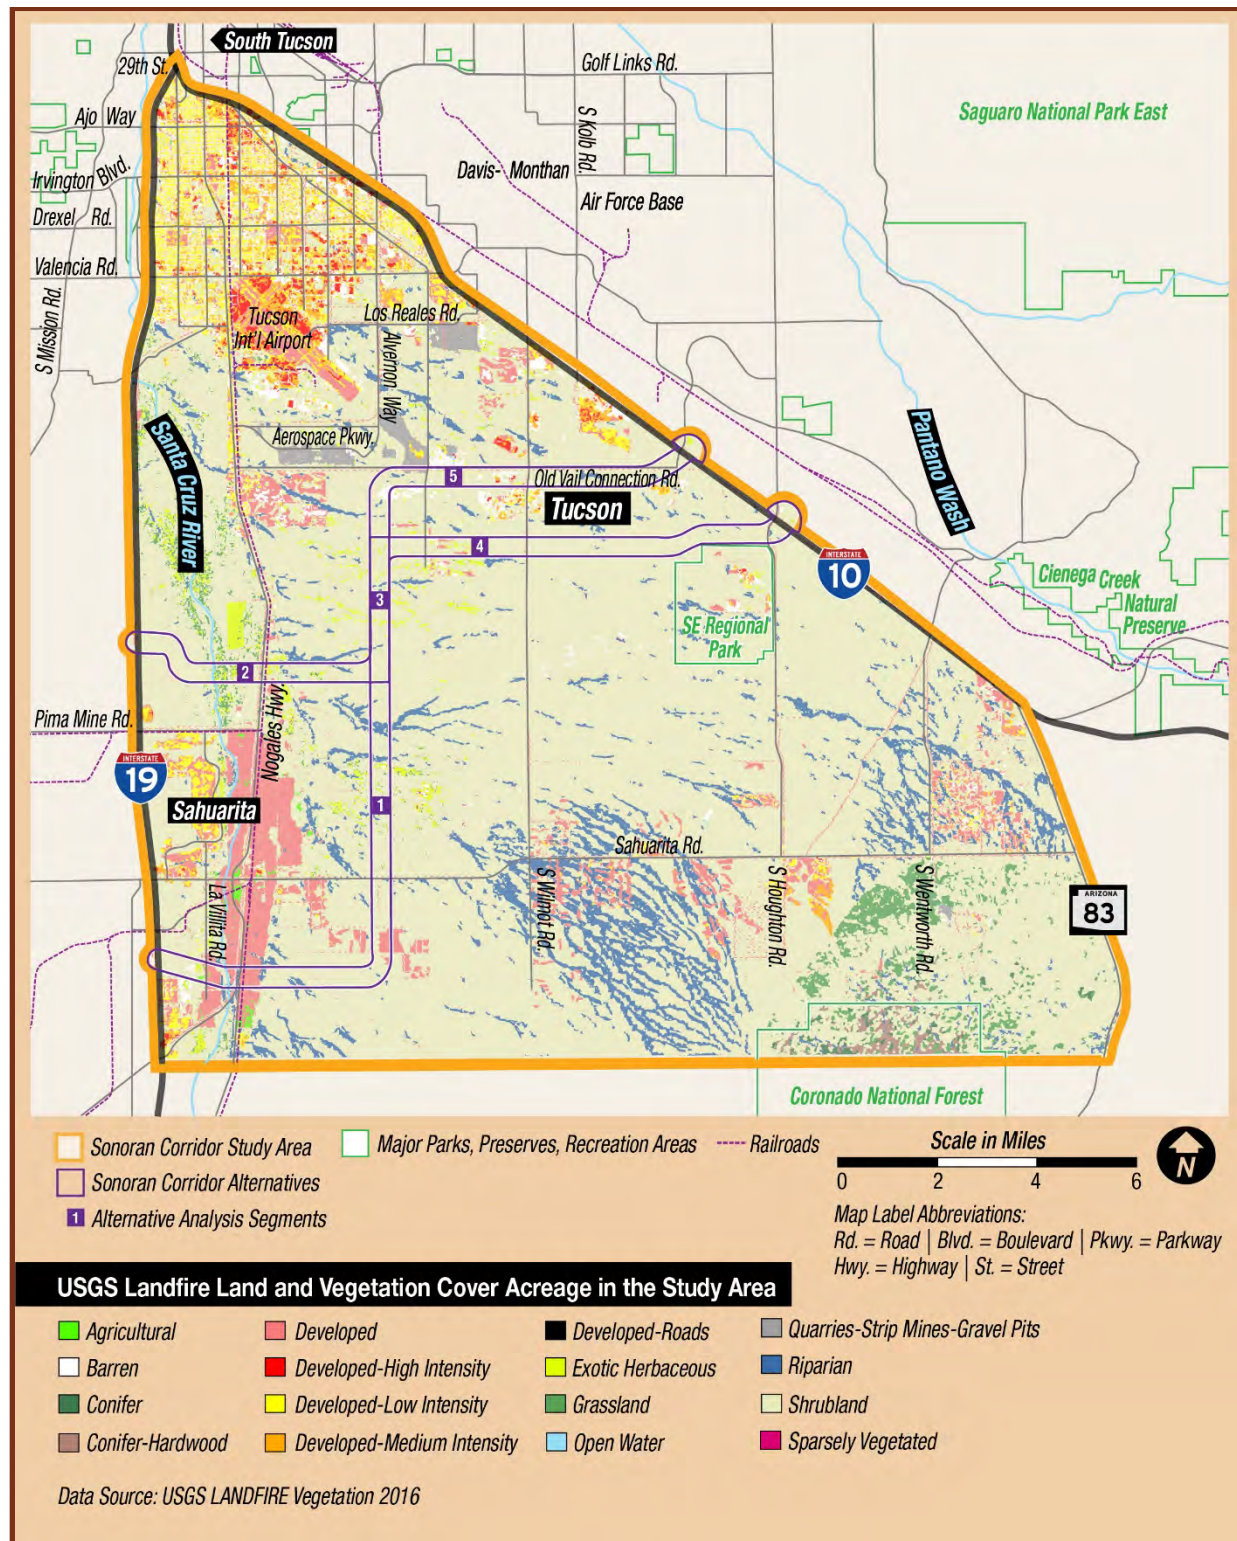 South Tucson
29th St.
Golf Links Rd.
Ajo Way
S Kolb Rd.
Saguaro National Park East
Irvington Blvd.
Davis- Monthan
Drexel Rd.
Air Force Base
Valencia Rd.
S Mission Rd.
Tucson
Int'l Airport
Los Reales Rd.
Alvernon Way
Santa Cruz River
Aerospace Pkwy.
Pantano Wash
5
Old Vail Connection Rd.
Tucson
4
INTERSTATE
10
Cienega Creek
Natural
Preserve
3
SE Regional
Park
2
Nogales Hwy.
Pima Mine Rd.
INTERSTATE
19
Sahuarita
1
Sahuarita Rd.
La Villita Rd.
S Wilmot Rd.
S Houghton Rd.
S Wentworth Rd.
ARIZONA
83
Coronado National Forest
Sonoran Corridor Study Area
Major Parks, Preserves, Recreation Areas
Railroads
Sonoran Corridor Alternatives
1 Alternative Analysis Segments
Scale in Miles
0 2 4 6
N
Map Label Abbreviations:
Rd. = Road | Blvd. = Boulevard | Pkwy. = Parkway
Hwy. = Highway | St. = Street
USGS Landfire Land and Vegetation Cover Acreage in the Study Area
Agricultural
Barren
Conifer
Conifer-Hardwood
Developed
Developed-High Intensity
Developed-Low Intensity
Developed-Medium Intensity
Developed-Roads
Exotic Herbaceous
Grassland
Open Water
Quarries-Strip Mines-Gravel Pits
Riparian
Shrubland
Sparsely Vegetated
Data Source: USGS LANDFIRE Vegetation 2016